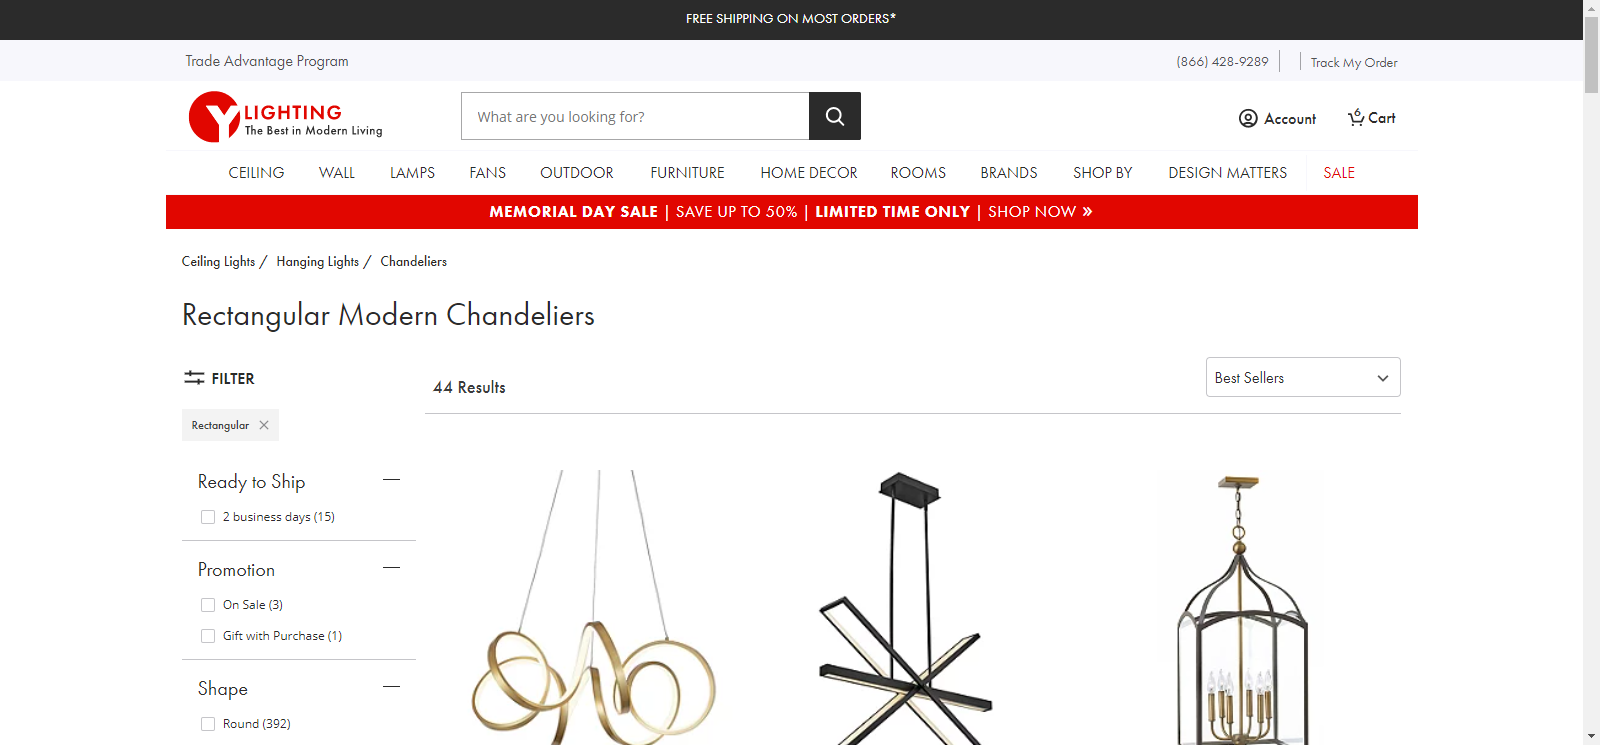 FREE SHIPPING ON MOST ORDERS*
Trade Advantage Program
(866) 428-9289
Track My Order
Y LIGHTING
The Best in Modern Living
What are you looking for?
Account
6
Cart
CEILING WALL LAMPS FANS OUTDOOR FURNITURE HOME DECOR ROOMS BRANDS SHOP BY DESIGN MATTERS SALE
MEMORIAL DAY SALE | SAVE UP TO 50% | LIMITED TIME ONLY | SHOP NOW »
Ceiling Lights / Hanging Lights / Chandeliers
Rectangular Modern Chandeliers
FILTER
44 Results
Best Sellers
Rectangular
Ready to Ship
2 business days (15)
Promotion
On Sale (3)
Gift with Purchase (1)
Shape
Round (392)